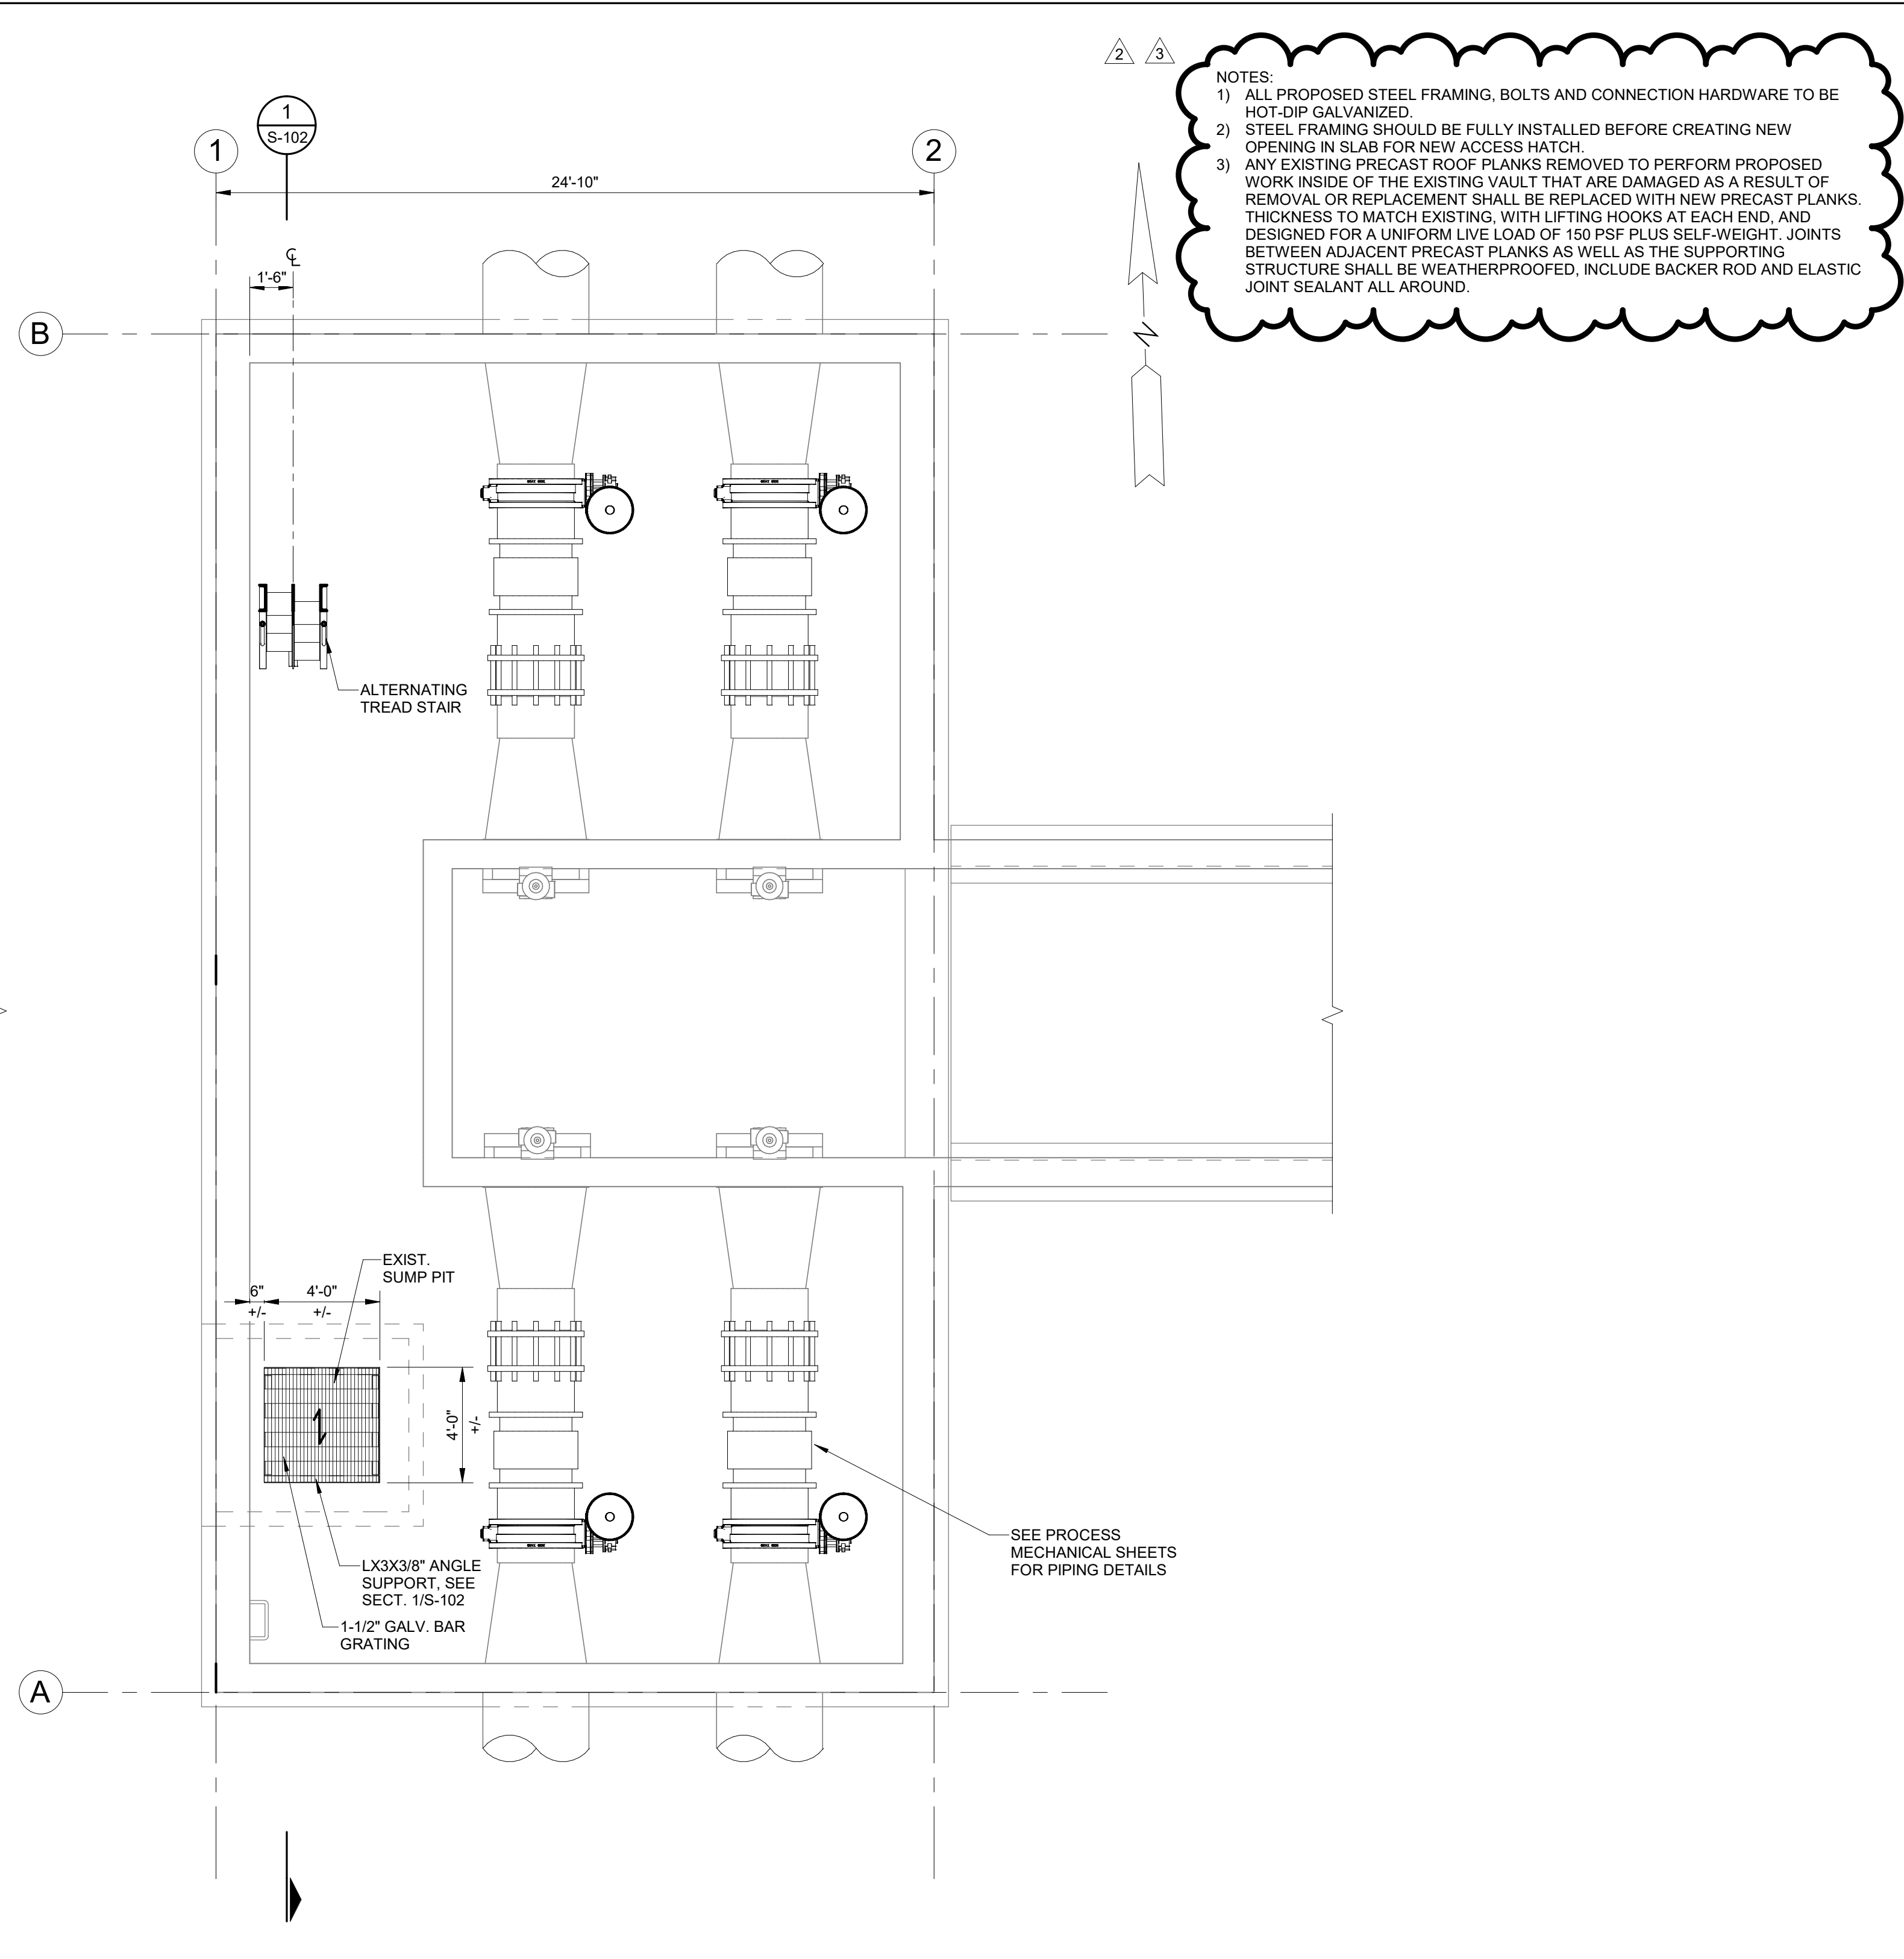 2 3
NOTES:
1) ALL PROPOSED STEEL FRAMING, BOLTS AND CONNECTION HARDWARE TO BE
HOT-DIP GALVANIZED.
2) STEEL FRAMING SHOULD BE FULLY INSTALLED BEFORE CREATING NEW
OPENING IN SLAB FOR NEW ACCESS HATCH.
3) ANY EXISTING PRECAST ROOF PLANKS REMOVED TO PERFORM PROPOSED
WORK INSIDE OF THE EXISTING VAULT THAT ARE DAMAGED AS A RESULT OF
REMOVAL OR REPLACEMENT SHALL BE REPLACED WITH NEW PRECAST PLANKS.
THICKNESS TO MATCH EXISTING, WITH LIFTING HOOKS AT EACH END, AND
DESIGNED FOR A UNIFORM LIVE LOAD OF 150 PSF PLUS SELF-WEIGHT. JOINTS
BETWEEN ADJACENT PRECAST PLANKS AS WELL AS THE SUPPORTING
STRUCTURE SHALL BE WEATHERPROOFED, INCLUDE BACKER ROD AND ELASTIC
JOINT SEALANT ALL AROUND.
1
S-102
1
2
24'-10"
℄
1'-6"
B
N
ALTERNATING
TREAD STAIR
EXIST.
SUMP PIT
6"
+/-
4'-0"
+/-
4'-0"
+/-
SEE PROCESS
MECHANICAL SHEETS
FOR PIPING DETAILS
LX3X3/8" ANGLE
SUPPORT, SEE
SECT. 1/S-102
1-1/2" GALV. BAR
GRATING
A